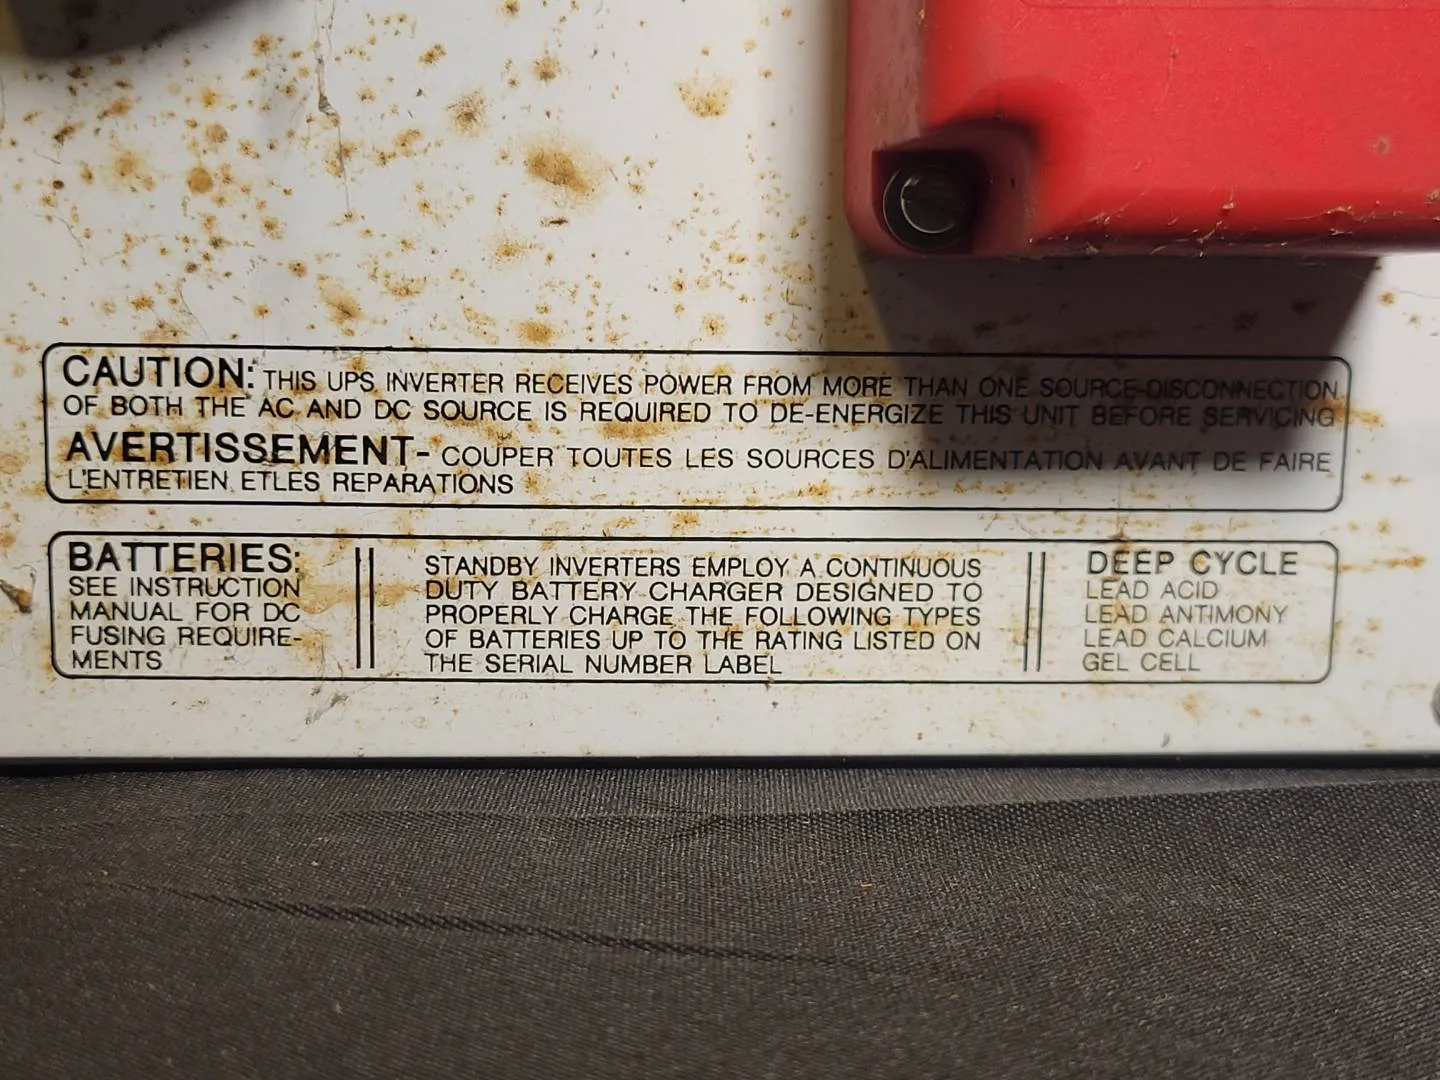 CAUTION: THIS UPS INVERTER RECEIVES POWER FROM MORE THAN ONE SOURCE-DISCONNECTION
OF BOTH THE AC AND DC SOURCE IS REQUIRED TO DE-ENERGIZE THIS UNIT BEFORE SERVICING
AVERTISSEMENT- COUPER TOUTES LES SOURCES D'ALIMENTATION AVANT DE FAIRE
L'ENTRETIEN ETLES REPARATIONS
BATTERIES:
SEE INSTRUCTION
MANUAL FOR DC
FUSING REQUIRE-
MENTS
STANDBY INVERTERS EMPLOY A CONTINUOUS
DUTY BATTERY CHARGER DESIGNED TO
PROPERLY CHARGE THE FOLLOWING TYPES
OF BATTERIES UP TO THE RATING LISTED ON
THE SERIAL NUMBER LABEL
DEEP CYCLE
LEAD ACID
LEAD ANTIMONY
LEAD CALCIUM
GEL CELL